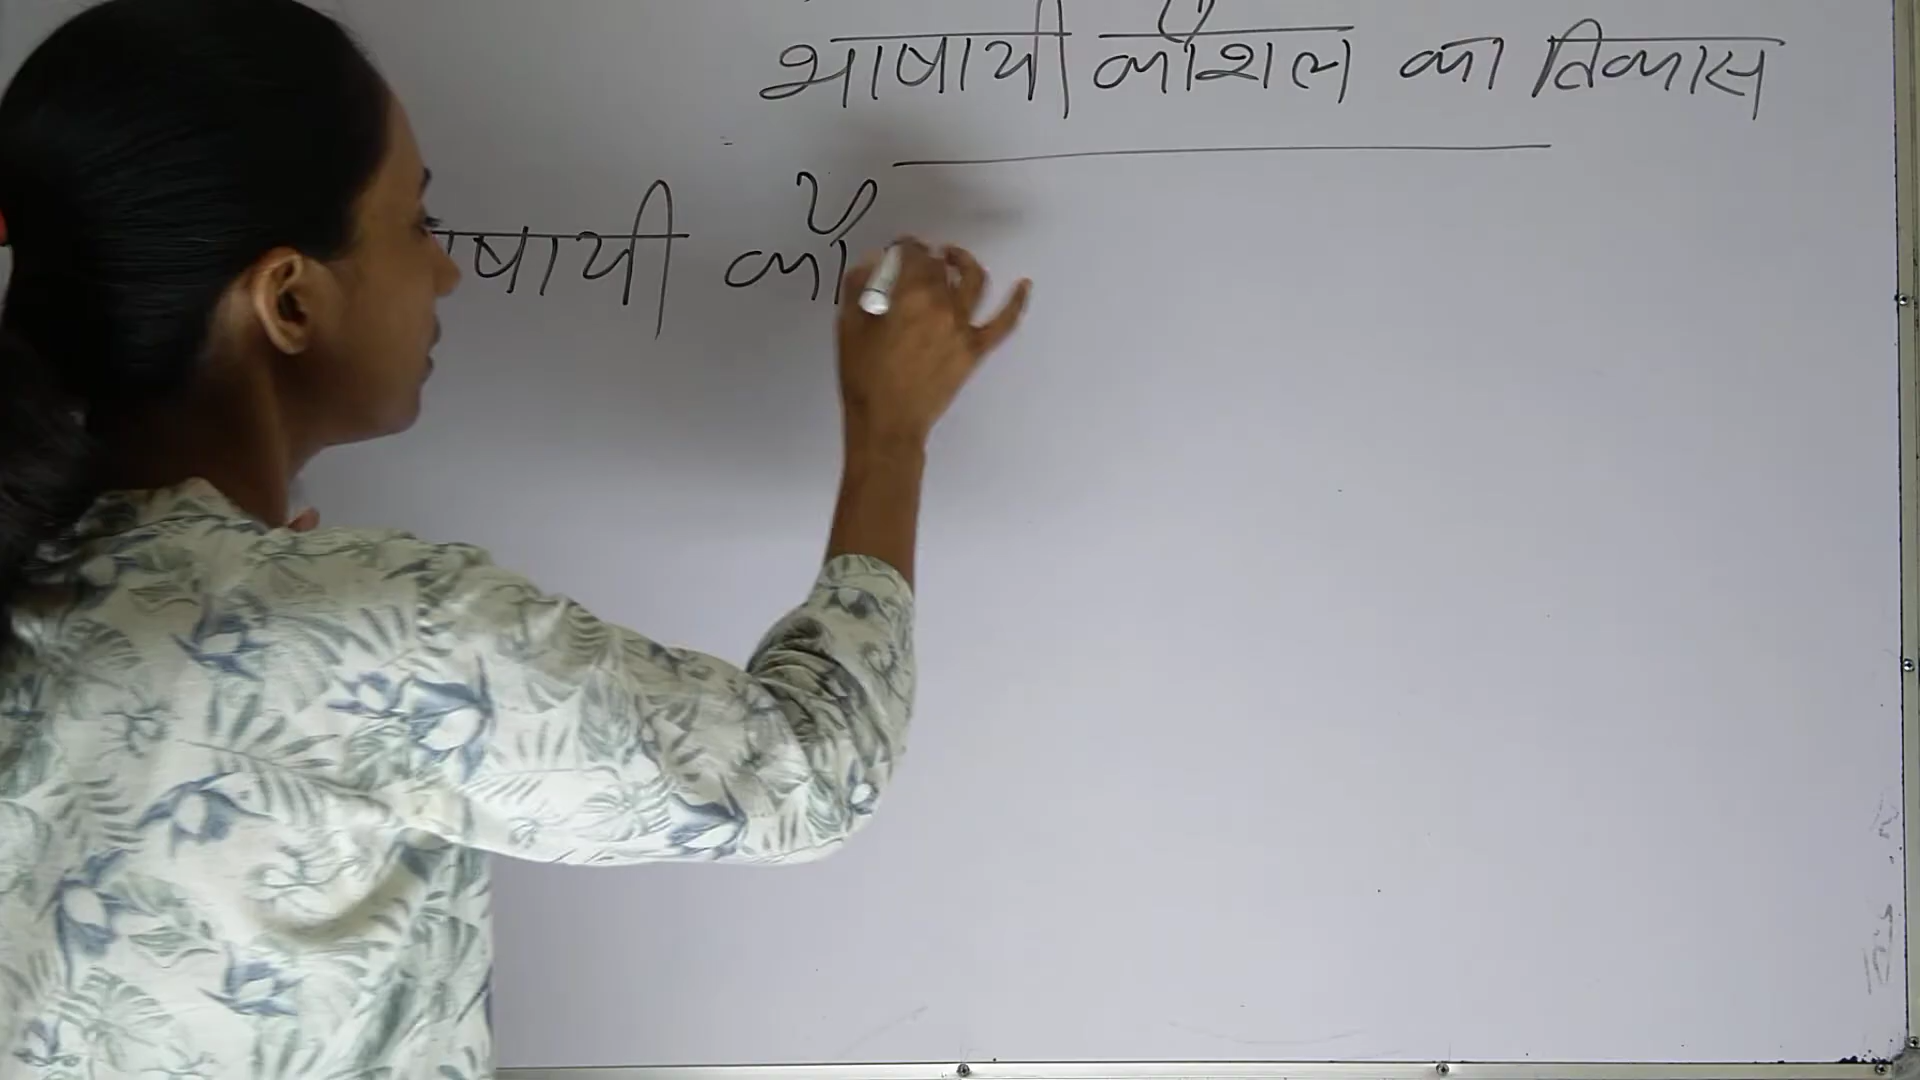 भाषायी कौशल का विकास
षायी कौ